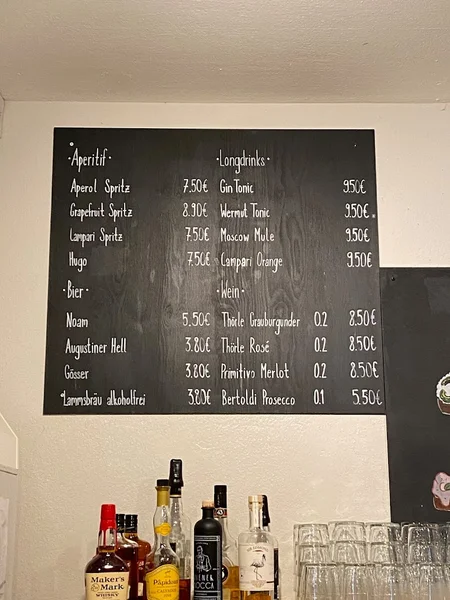 ·Aperitif·
Aperol Spritz 7.50€
Grapefruit Spritz 8.90€
Lampari Spritz 7.50€
Hugo 7.50€
·Bier·
Noam 5.50€
Augustiner Hell 3.80€
Gösser 3.80€
Lammsbräu alkoholfrei 3.80€
·Longdrinks·
Gin Tonic 9.50€
Wermut Tonic 9.50€
Moscow Mule 9.50€
Campari Orange 9.50€
·Wein·
Thörle Grauburgunder 0.2 8.50€
Thörle Rosé 0.2 8.50€
Primitivo Merlot 0.2 8.50€
Bertoldi Prosecco 0.1 5.50€
Maker's
Mark
WHISKY